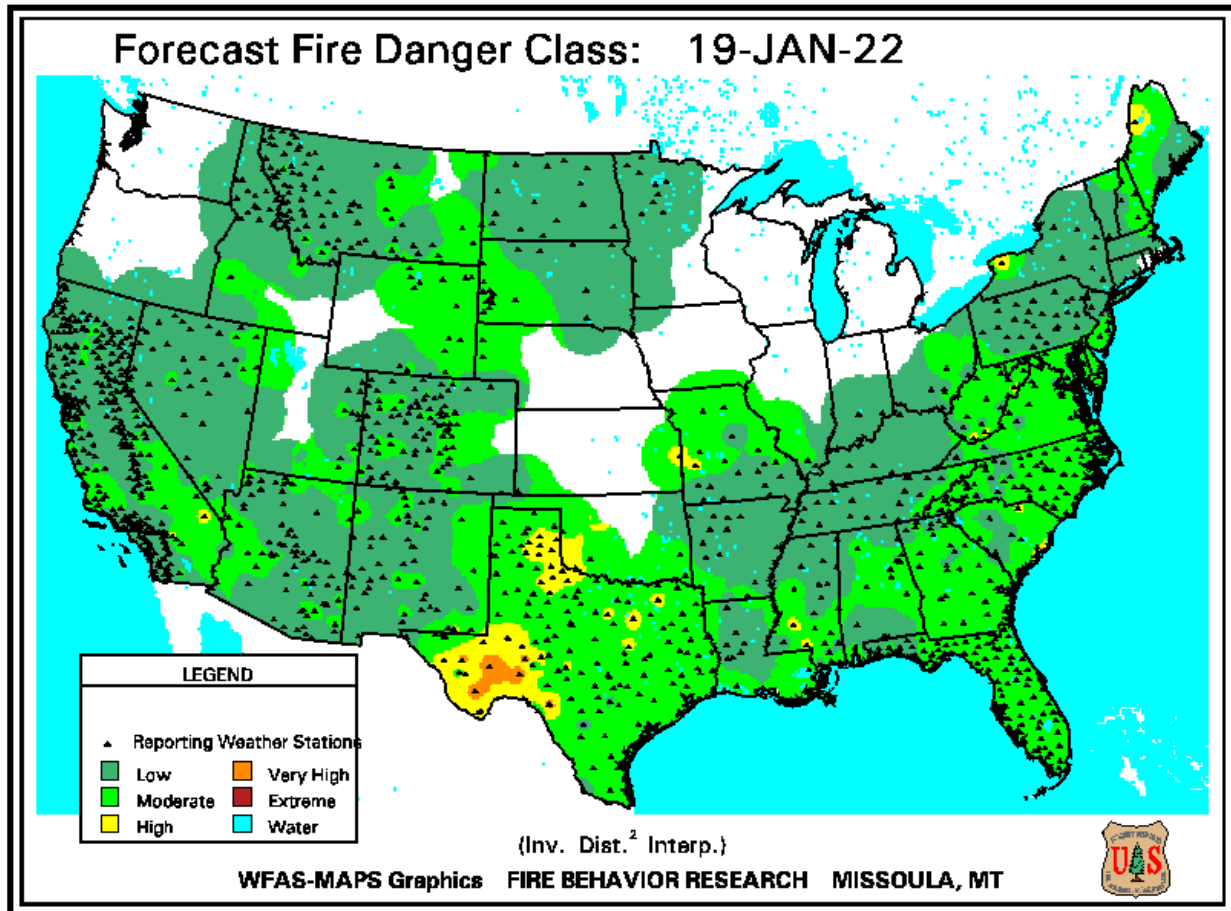 Forecast Fire Danger Class: 19-JAN-22
LEGEND
Reporting Weather Stations
Low
Very High
Moderate
Extreme
High
Water
(Inv. Dist.² Interp.)
WFAS-MAPS Graphics FIRE BEHAVIOR RESEARCH MISSOULA, MT
U S